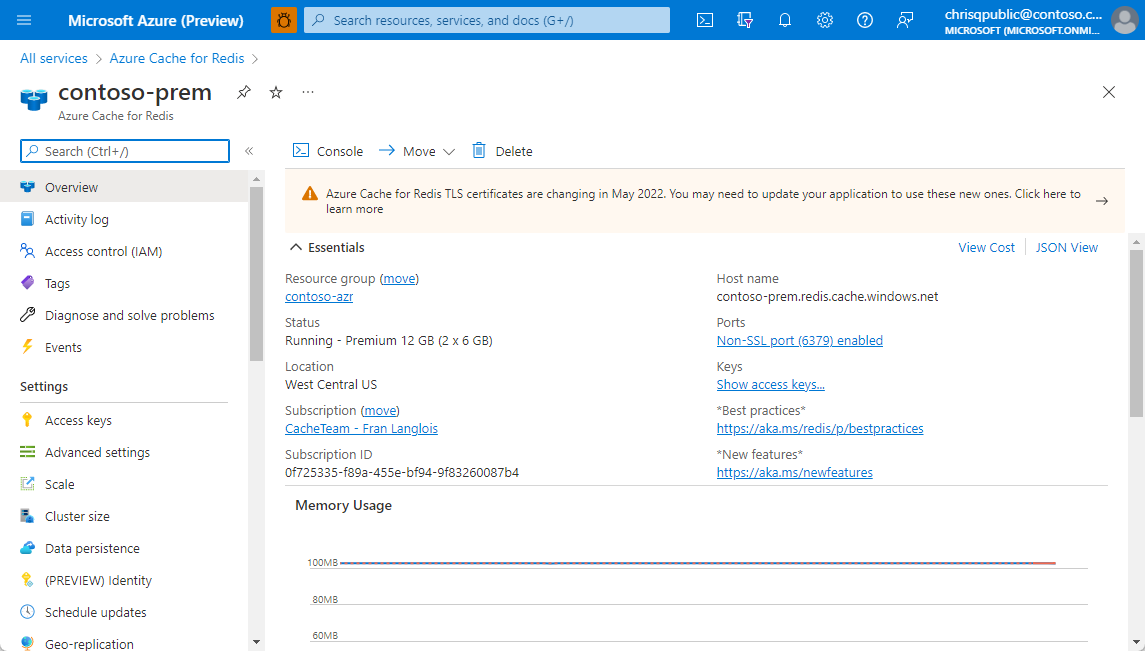 Microsoft Azure (Preview)
Search resources, services, and docs (G+/)
chrisqpublic@contoso.c...
MICROSOFT (MICROSOFT.ONMI...
All services > Azure Cache for Redis >
contoso-prem
Azure Cache for Redis
Search (Ctrl+/)
Overview
Activity log
Access control (IAM)
Tags
Diagnose and solve problems
Events
Settings
Access keys
Advanced settings
Scale
Cluster size
Data persistence
(PREVIEW) Identity
Schedule updates
Geo-replication
Console
Move
Delete
Azure Cache for Redis TLS certificates are changing in May 2022. You may need to update your application to use these new ones. Click here to
learn more
Essentials
View Cost
JSON View
Resource group (move)
contoso-azr
Status
Running - Premium 12 GB (2 x 6 GB)
Location
West Central US
Subscription (move)
CacheTeam - Fran Langlois
Subscription ID
0f725335-f89a-455e-bf94-9f83260087b4
Host name
contoso-prem.redis.cache.windows.net
Ports
Non-SSL port (6379) enabled
Keys
Show access keys...
*Best practices*
https://aka.ms/redis/p/bestpractices
*New features*
https://aka.ms/newfeatures
Memory Usage
100MB
80MB
60MB